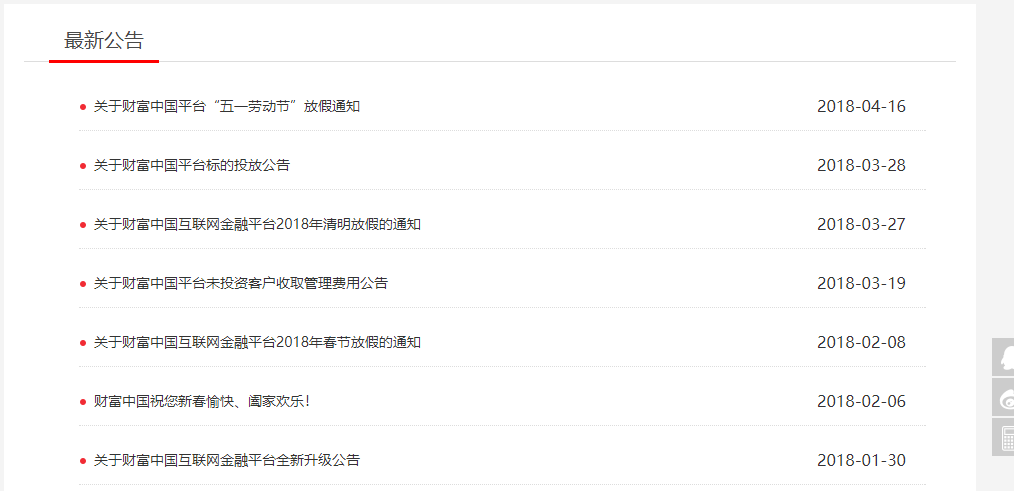 最新公告
关于财富中国平台“五一劳动节”放假通知 2018-04-16
关于财富中国平台标的投放公告 2018-03-28
关于财富中国互联网金融平台2018年清明放假的通知 2018-03-27
关于财富中国平台未投资客户收取管理费用公告 2018-03-19
关于财富中国互联网金融平台2018年春节放假的通知 2018-02-08
财富中国祝您新春愉快、阖家欢乐! 2018-02-06
关于财富中国互联网金融平台全新升级公告 2018-01-30